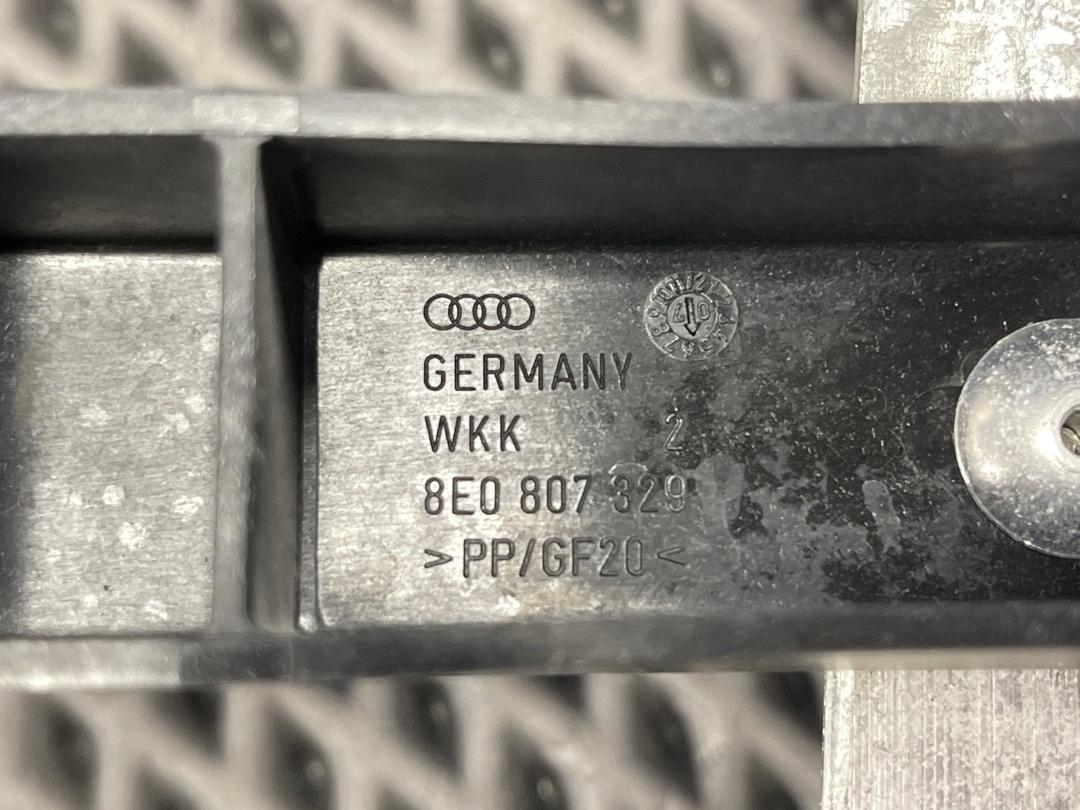 GERMANY
WKK 2
8E0 807 329
>PP/GF20<